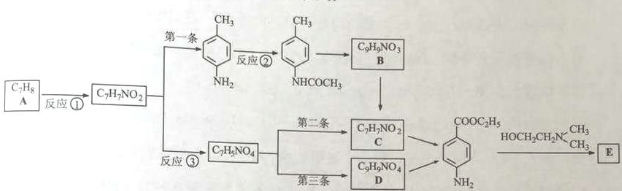 CH₃
CH₃
第一条
反应②
C₉H₉NO₃
B
NH₂
NHCOCH₃
C₇H₈
A
反应①
C₇H₇NO₂
COOC₂H₅
第二条
C₇H₇NO₂
C
HOCH₂CH₂N
CH₃
CH₃
反应③
C₇H₅NO₄
E
第三条
C₉H₉NO₄
D
NH₂